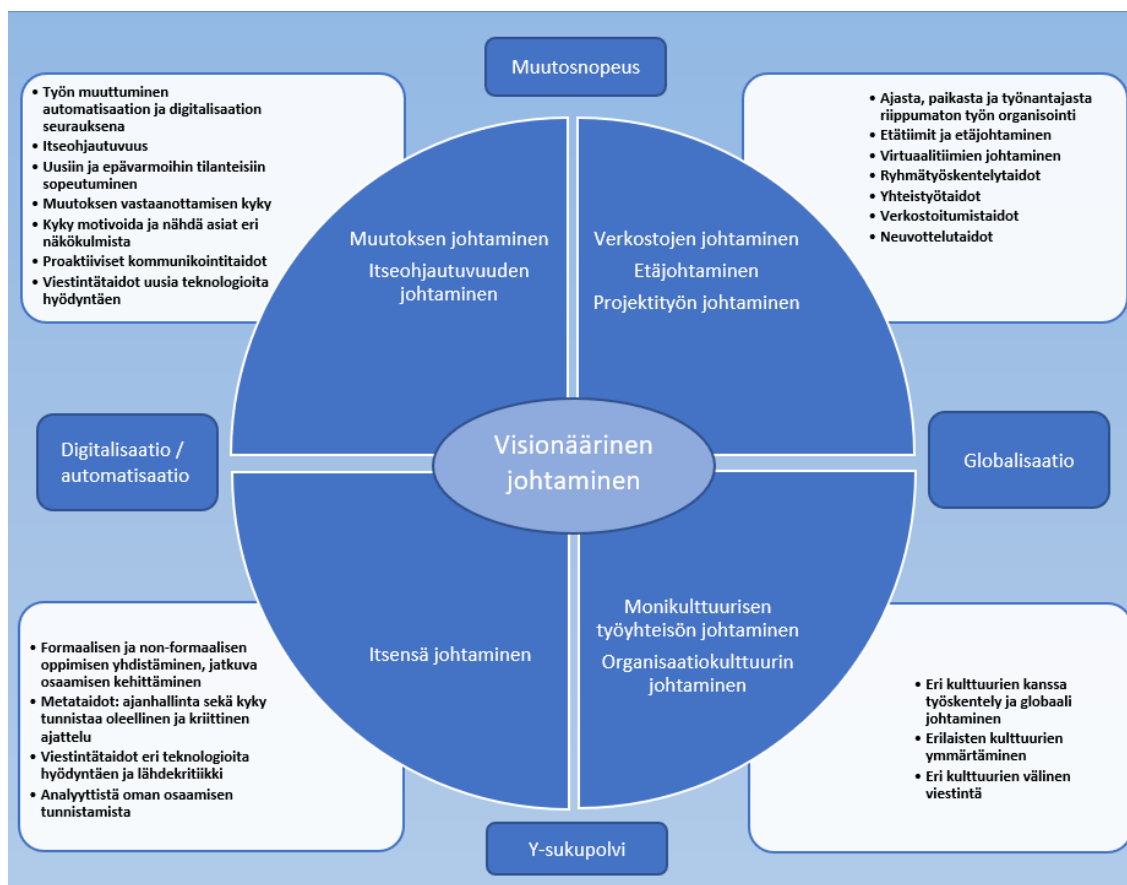 Muutosnopeus
• Työn muuttuminen
automatisaation ja digitalisaation
seurauksena
• Itseohjautuvuus
• Uusiin ja epävarmoihin tilanteisiin
sopeutuminen
• Muutoksen vastaanottamisen kyky
• Kyky motivoida ja nähdä asiat eri
näkökulmista
• Proaktiiviset kommunikointitaidot
• Viestintätaidot uusia teknologioita
hyödyntäen
• Ajasta, paikasta ja työnantajasta
riippumaton työn organisointi
• Etätiimit ja etäjohtaminen
• Virtuaalitiimien johtaminen
• Ryhmätyöskentelytaidot
• Yhteistyötaidot
• Verkostoitumistaidot
• Neuvottelutaidot
Muutoksen johtaminen
Itseohjautuvuuden
johtaminen
Verkostojen johtaminen
Etäjohtaminen
Projektityön johtaminen
Digitalisaatio /
automatisaatio
Visionäärinen
johtaminen
Globalisaatio
Itsensä johtaminen
Monikulttuurisen
työyhteisön johtaminen
Organisaatiokulttuurin
johtaminen
• Formaalisen ja non-formaalisen
oppimisen yhdistäminen, jatkuva
osaamisen kehittäminen
• Metataidot: ajanhallinta sekä kyky
tunnistaa oleellinen ja kriittinen
ajattelu
• Viestintätaidot eri teknologioita
hyödyntäen ja lähdekritiikki
• Analyyttistä oman osaamisen
tunnistamista
• Eri kulttuurien kanssa
työskentely ja globaali
johtaminen
• Erilaisten kulttuurien
ymmärtäminen
• Eri kulttuurien välinen
viestintä
Y-sukupolvi